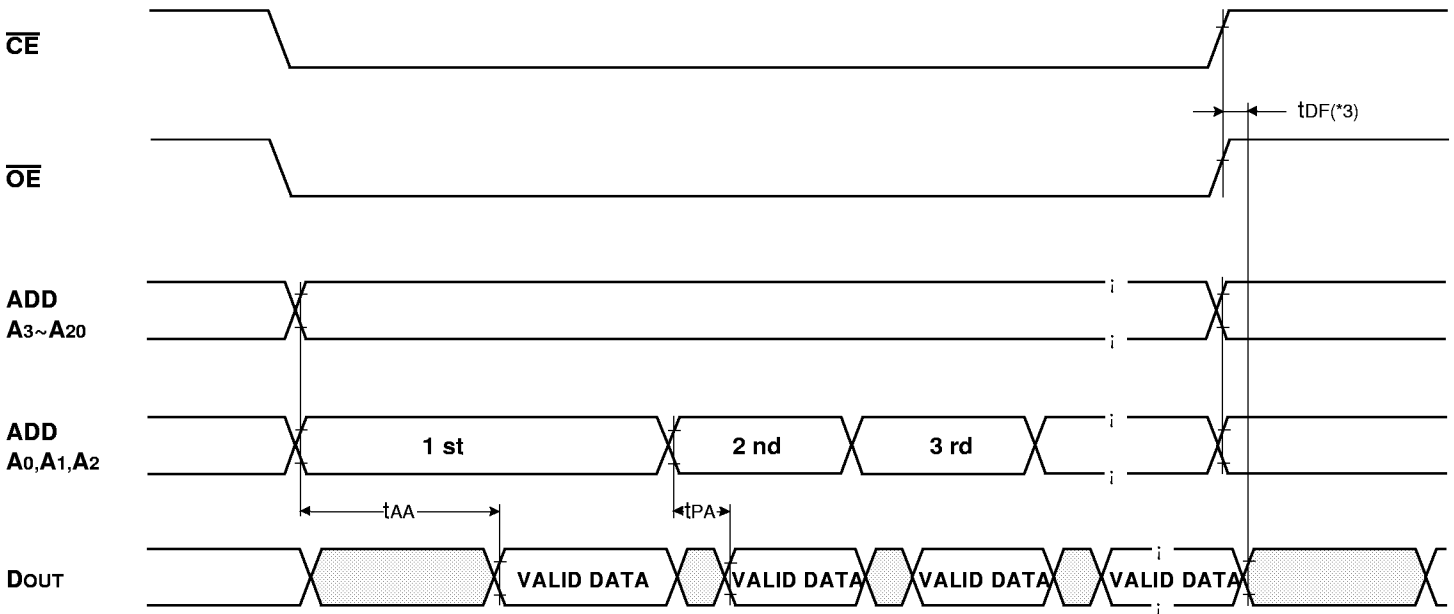 CE
tDF(*3)
OE
ADD
A3~A20
ADD
A0,A1,A2
1 st
2 nd
3 rd
tAA
tPA
DOUT
VALID DATA
VALID DATA
VALID DATA
VALID DATA